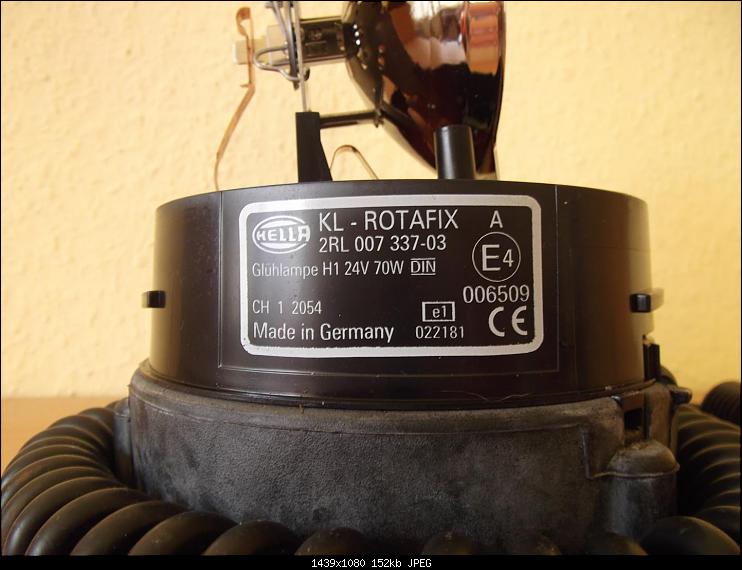 HELLA
KL - ROTAFIX A
2RL 007 337-03
Glühlampe H1 24V 70W DIN
E4
006509
CH 1 2054
e1
Made in Germany 022181 CE
1439x1080 152kb JPEG